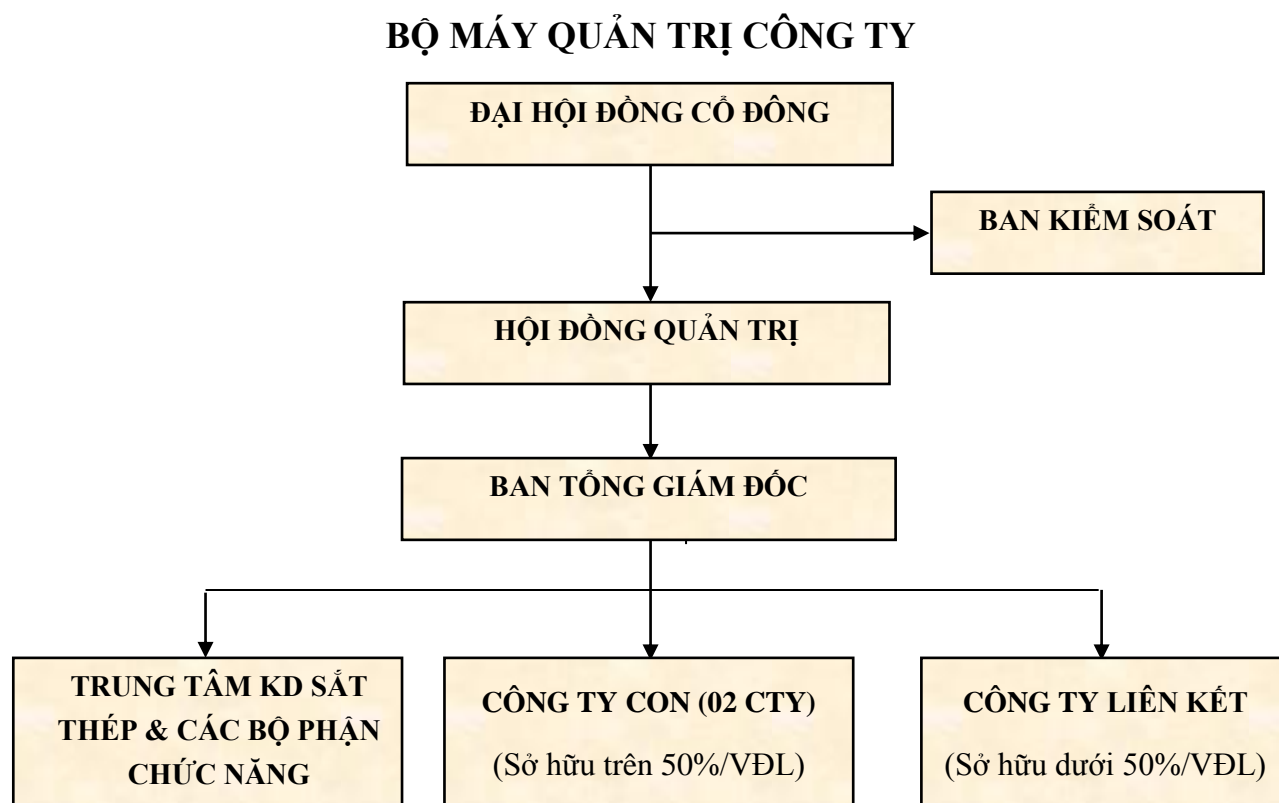 BỘ MÁY QUẢN TRỊ CÔNG TY
ĐẠI HỘI ĐỒNG CỔ ĐÔNG
BAN KIỂM SOÁT
HỘI ĐỒNG QUẢN TRỊ
BAN TỔNG GIÁM ĐỐC
TRUNG TÂM KD SẮT
THÉP & CÁC BỘ PHẬN
CHỨC NĂNG
CÔNG TY CON (02 CTY)
(Sở hữu trên 50%/VĐL)
CÔNG TY LIÊN KẾT
(Sở hữu dưới 50%/VĐL)